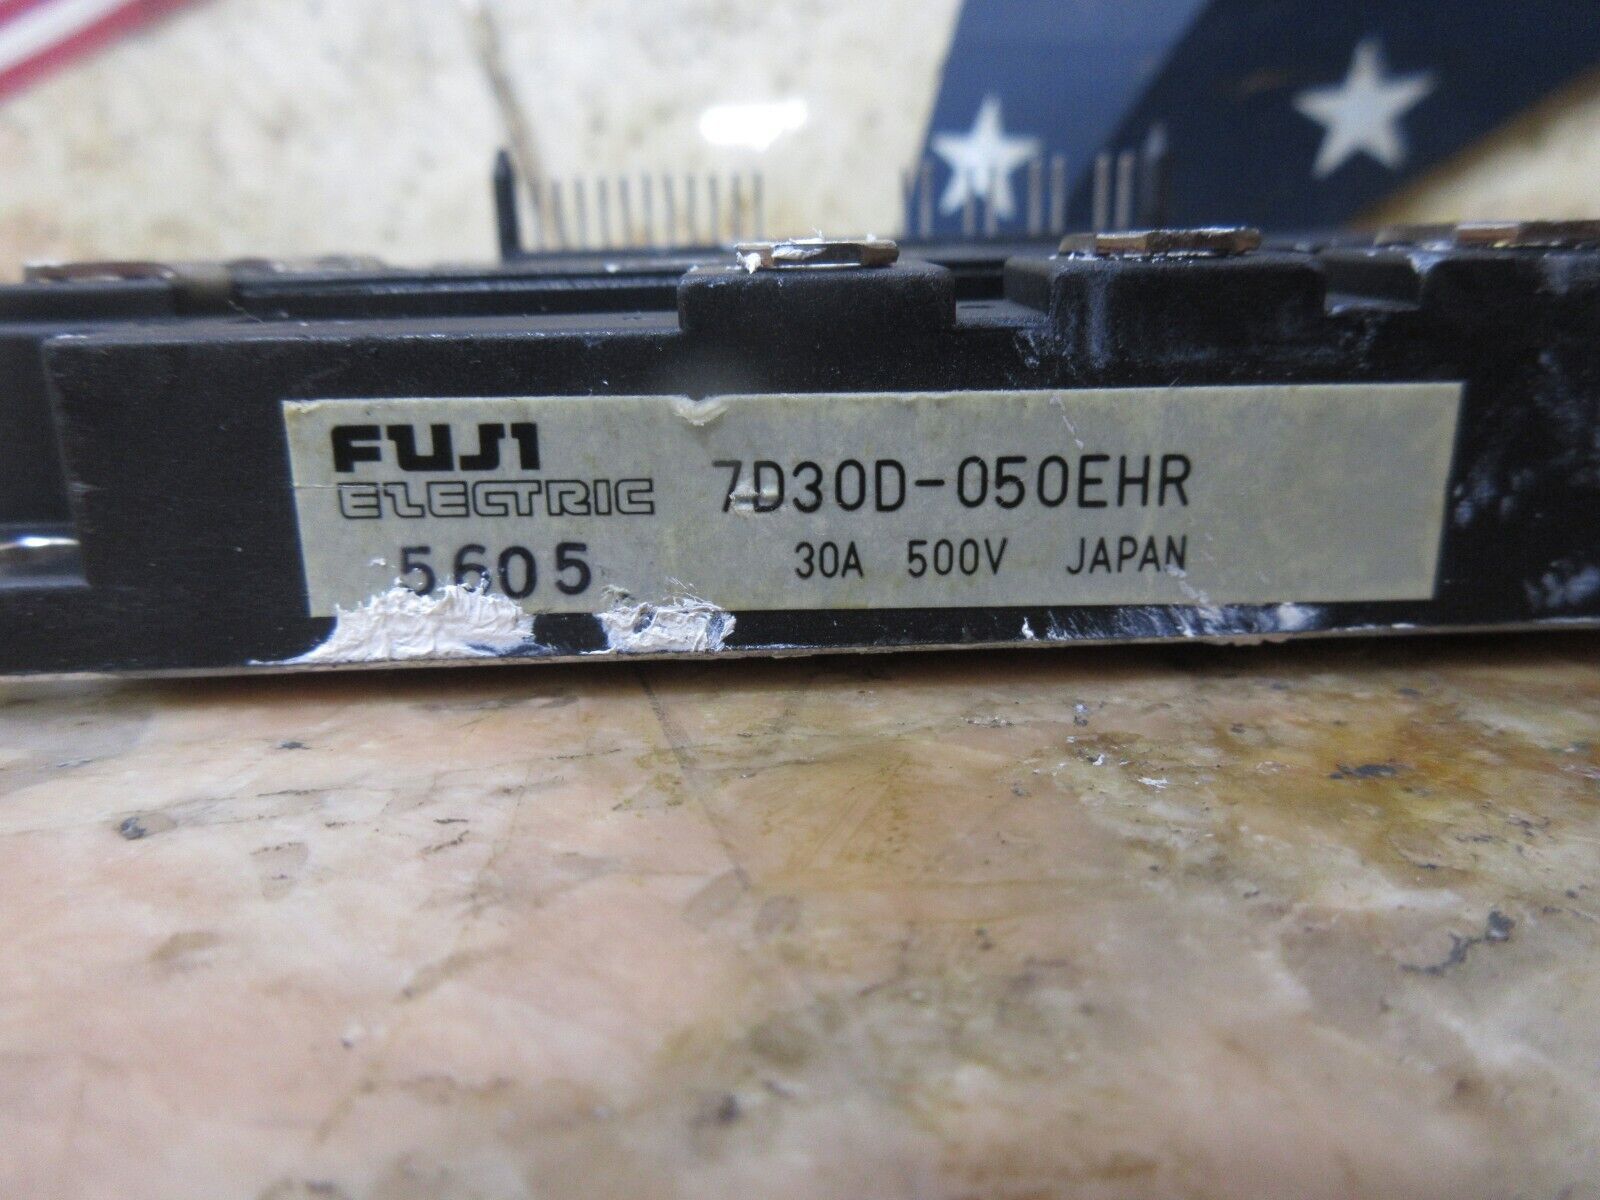 FUJI
ELECTRIC 7D30D-050EHR
5605 30A 500V JAPAN